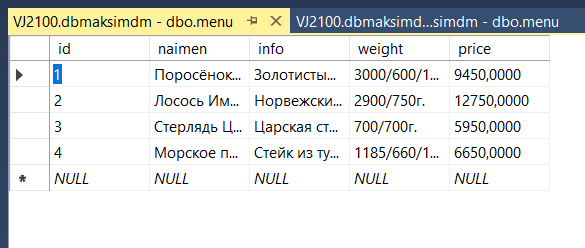 VJ2100.dbmaksimdm - dbo.menu VJ2100.dbmaksimd...simdm - dbo.menu
id naimen info weight price
1 Поросёнок... Золотисты... 3000/600/1... 9450,0000
2 Лосось Им... Норвежски... 2900/750г. 12750,0000
3 Стерлядь Ц... Царская ст... 700/700г. 5950,0000
4 Морское п... Стейк из ту... 1185/660/1... 6650,0000
NULL NULL NULL NULL NULL